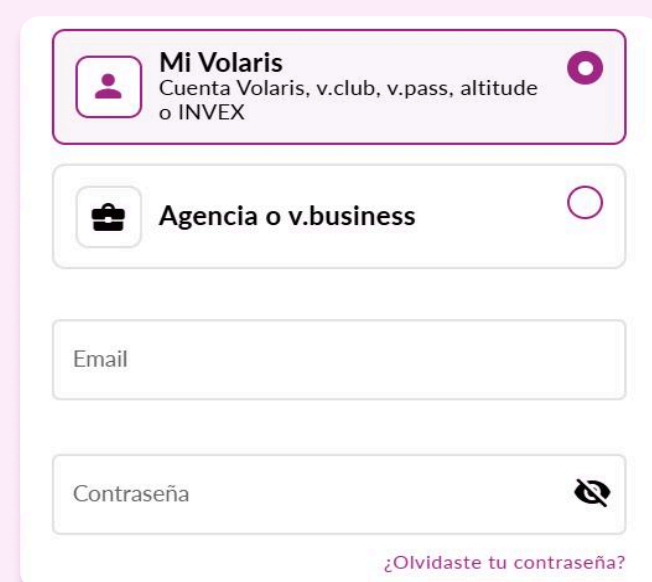 Mi Volaris
Cuenta Volaris, v.club, v.pass, altitude
o INVEX
Agencia o v.business
Email
Contraseña
¿Olvidaste tu contraseña?